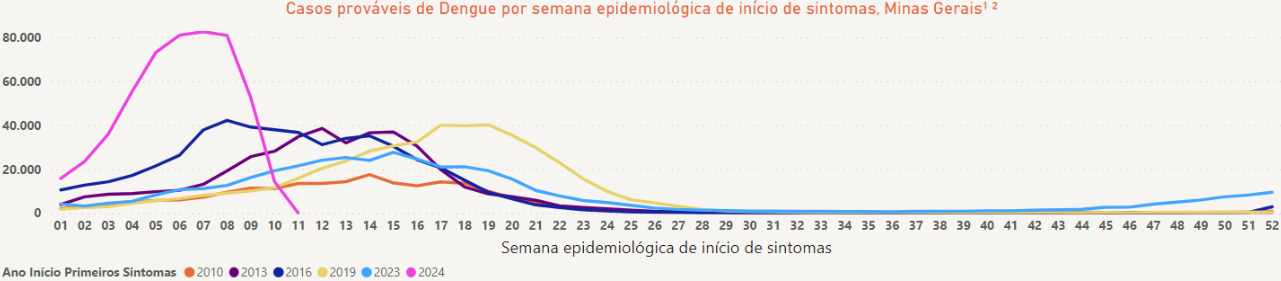 Casos prováveis de Dengue por semana epidemiológica de início de sintomas, Minas Gerais¹ ²
80.000
60.000
40.000
20.000
0
01 02 03 04 05 06 07 08 09 10 11 12 13 14 15 16 17 18 19 20 21 22 23 24 25 26 27 28 29 30 31 32 33 34 35 36 37 38 39 40 41 42 43 44 45 46 47 48 49 50 51 52
Semana epidemiológica de início de sintomas
Ano Início Primeiros Sintomas 2010 2013 2016 2019 2023 2024